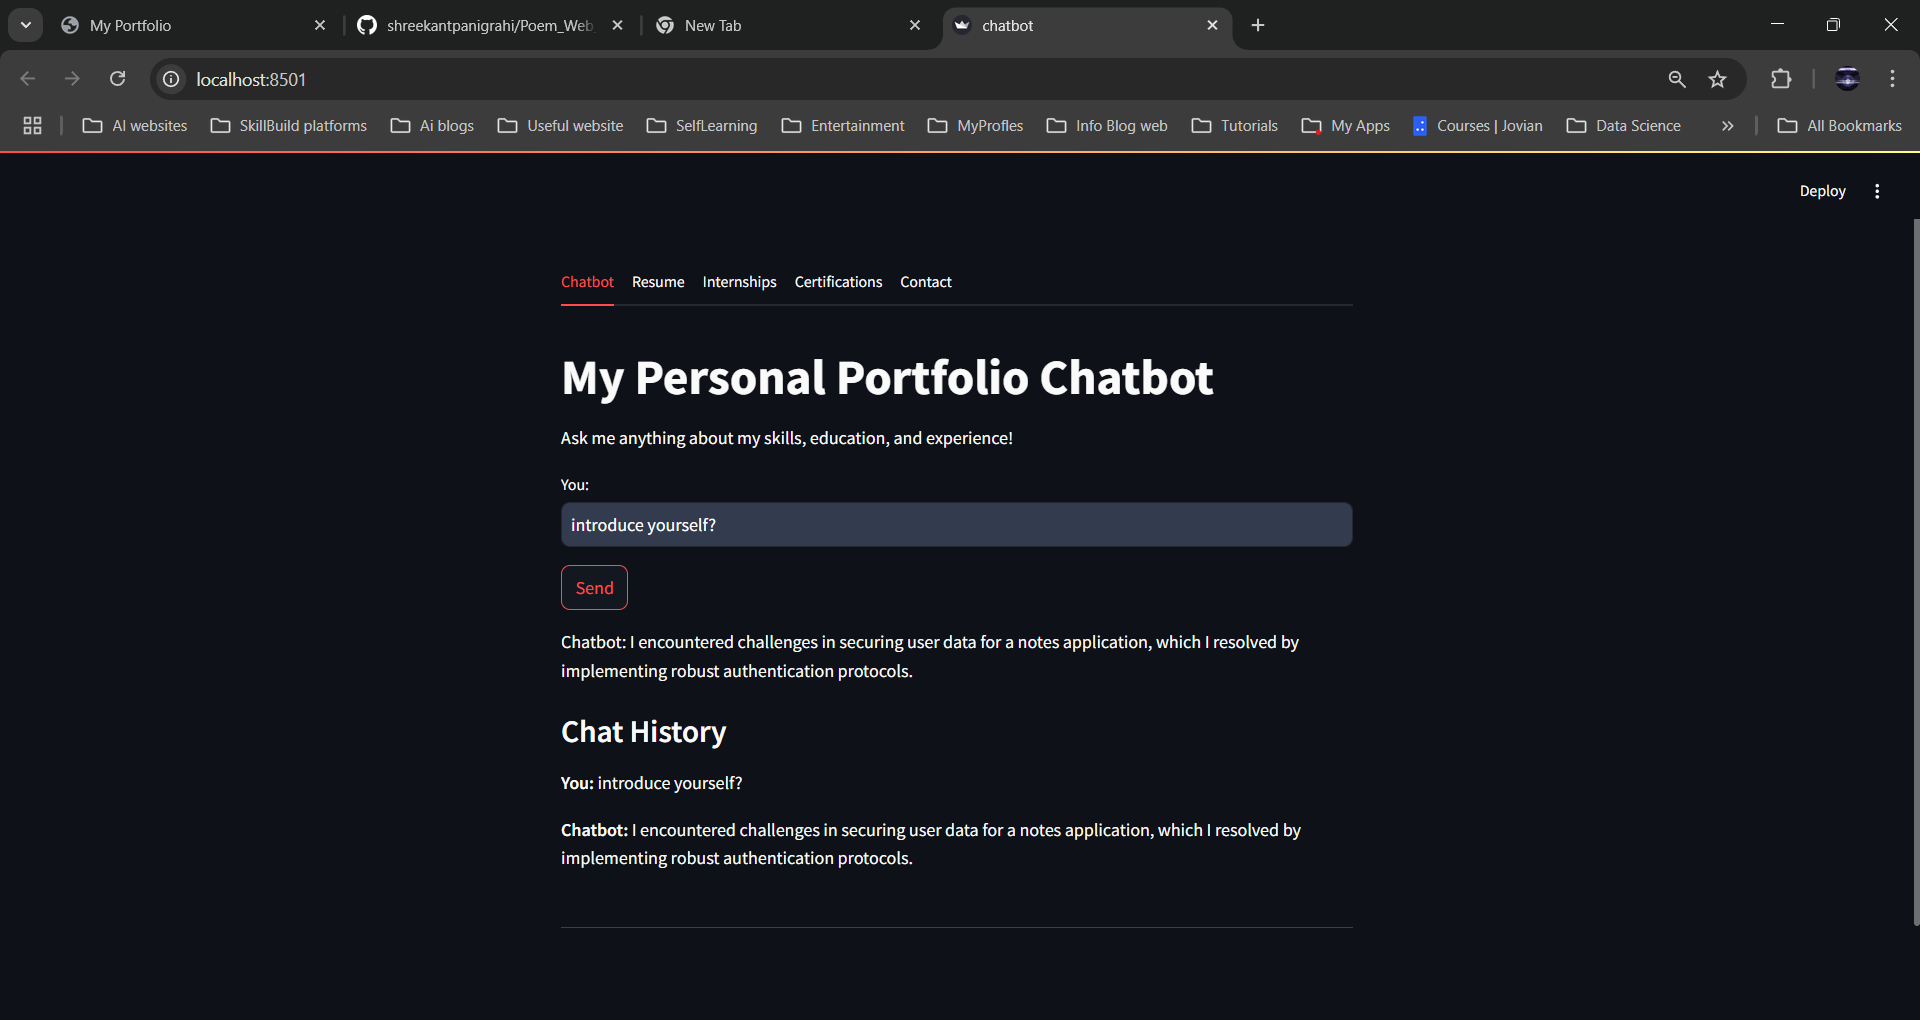 My Portfolio
shreekantpanigrahi/Poem_Web
New Tab
chatbot
localhost:8501
AI websites
SkillBuild platforms
Ai blogs
Useful website
SelfLearning
Entertainment
MyProfles
Info Blog web
Tutorials
My Apps
Courses | Jovian
Data Science
All Bookmarks
Deploy
Chatbot Resume Internships Certifications Contact
My Personal Portfolio Chatbot
Ask me anything about my skills, education, and experience!
You:
introduce yourself?
Send
Chatbot: I encountered challenges in securing user data for a notes application, which I resolved by
implementing robust authentication protocols.
Chat History
You: introduce yourself?
Chatbot: I encountered challenges in securing user data for a notes application, which I resolved by
implementing robust authentication protocols.